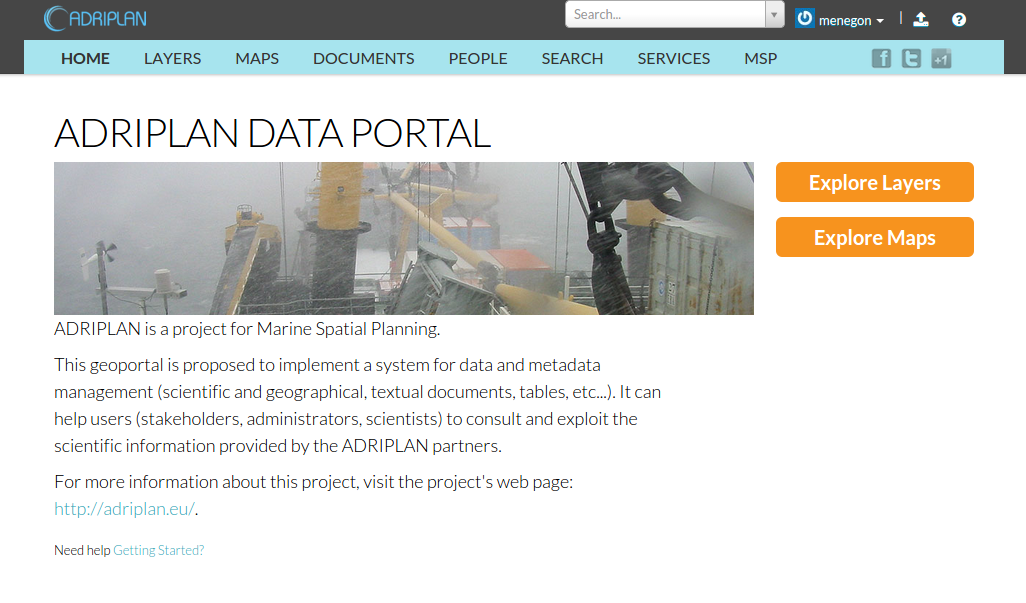 ADRIPLAN
Search...
menegon
?
HOME LAYERS MAPS DOCUMENTS PEOPLE SEARCH SERVICES MSP f t +1
ADRIPLAN DATA PORTAL
Explore Layers
Explore Maps
ADRIPLAN is a project for Marine Spatial Planning.
This geoportal is proposed to implement a system for data and metadata
management (scientific and geographical, textual documents, tables, etc...). It can
help users (stakeholders, administrators, scientists) to consult and exploit the
scientific information provided by the ADRIPLAN partners.
For more information about this project, visit the project's web page:
http://adriplan.eu/.
Need help Getting Started?